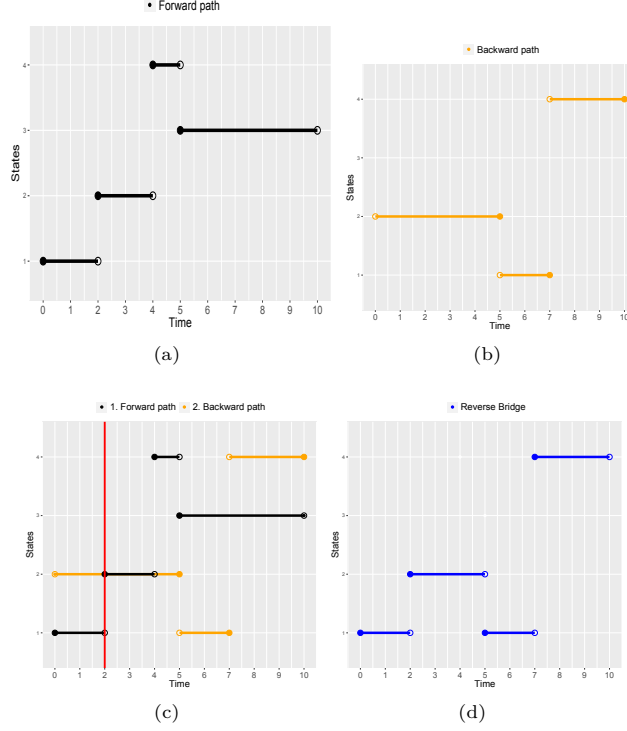 Forward path
States
4
3
2
1
0 1 2 3 4 5 6 7 8 9 10
Time
(a)
Backward path
States
4
3
2
1
0 1 2 3 4 5 6 7 8 9 10
Time
(b)
1. Forward path 2. Backward path
States
4
3
2
1
0 1 2 3 4 5 6 7 8 9 10
Time
(c)
Reverse Bridge
States
4
3
2
1
0 1 2 3 4 5 6 7 8 9 10
Time
(d)